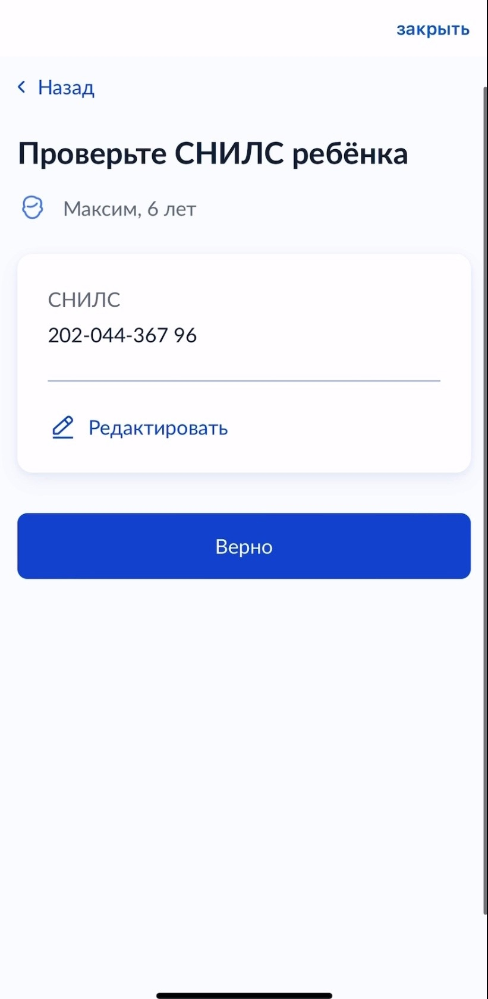 закрыть
Назад
Проверьте СНИЛС ребёнка
Максим, 6 лет
СНИЛС
202-044-367 96
Редактировать
Верно